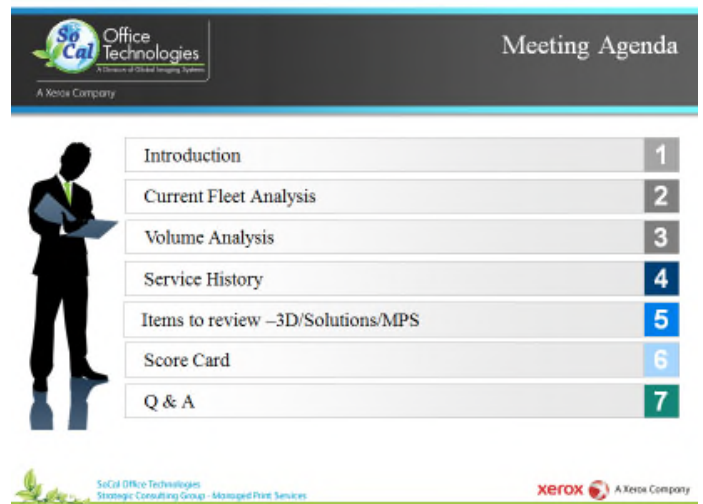 So Cal
Office
Technologies
A Division of Global Imaging Systems
A Xerox Company
Meeting Agenda
Introduction 1
Current Fleet Analysis 2
Volume Analysis 3
Service History 4
Items to review –3D/Solutions/MPS 5
Score Card 6
Q & A 7
SoCal Office Technologies
Strategic Consulting Group - Managed Print Services
xerox A Xerox Company